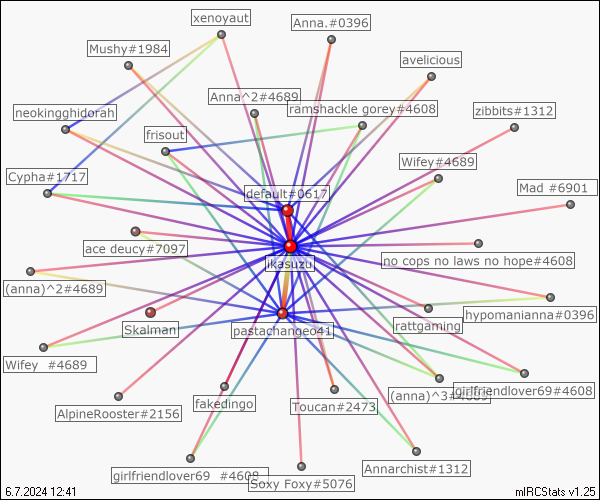 xenoyaut
Anna.#0396
Mushy#1984
avelicious
Anna^2#4689
ramshackle gorey#4608
neokingghidorah
zibbits#1312
frisout
Wifey#4689
Cypha#1717
default#0617
Mad #6901
ace deucy#7097
ikasuzu
no cops no laws no hope#4608
(anna)^2#4689
hypomanianna#0396
Skalman
pastachangeo41
rattgaming
Wifey #4689
(anna)^3#4689
girlfriendlover69#4608
AlpineRooster#2156
fakedingo
Toucan#2473
girlfriendlover69 #4608
Annarchist#1312
Soxy Foxy#5076
6.7.2024 12:41
mIRCStats v1.25